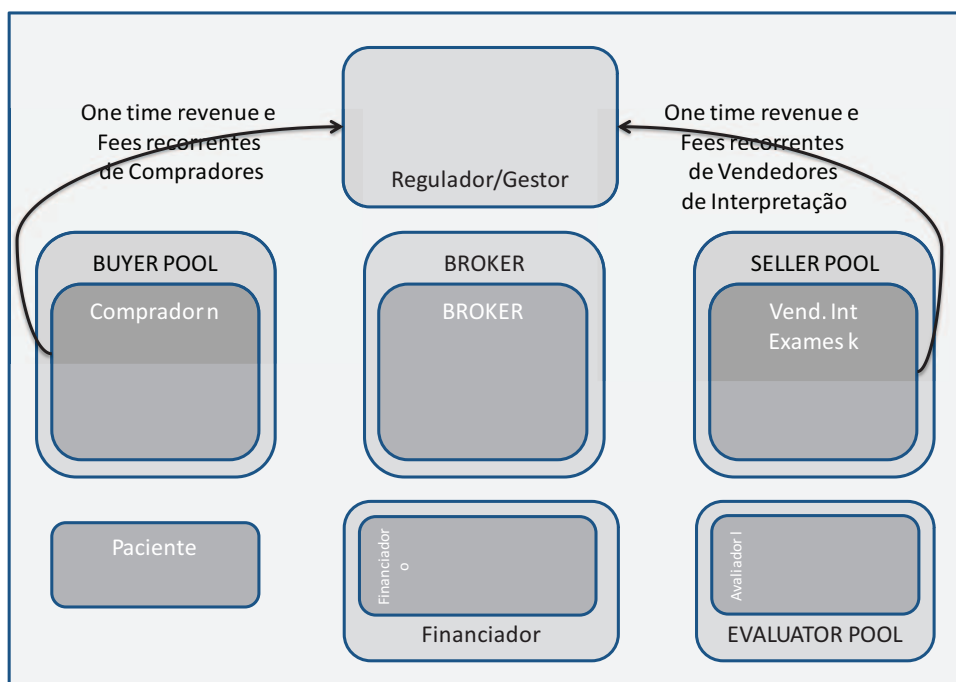 One time revenue e
Fees recorrentes
de Compradores
Regulador/Gestor
One time revenue e
Fees recorrentes
de Vendedores
de Interpretação
BUYER POOL
Comprador n
BROKER
BROKER
SELLER POOL
Vend. Int
Exames k
Paciente
Financiador
o
Financiador
Avaliador l
EVALUATOR POOL